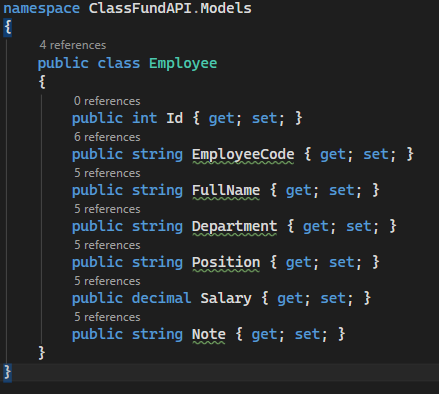 namespace ClassFundAPI.Models
{
4 references
public class Employee
{
0 references
public int Id { get; set; }
6 references
public string EmployeeCode { get; set; }
5 references
public string FullName { get; set; }
5 references
public string Department { get; set; }
5 references
public string Position { get; set; }
5 references
public decimal Salary { get; set; }
5 references
public string Note { get; set; }
}
}